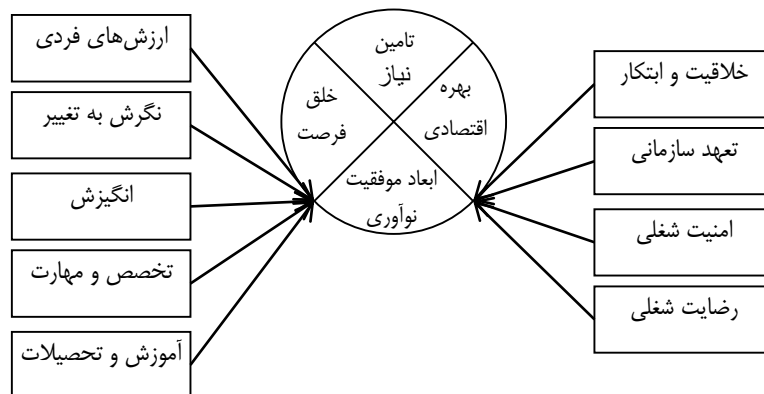 ارزش‌های فردی
نگرش به تغییر
انگیزش
تخصص و مهارت
آموزش و تحصیلات
تامین
نیاز
خلق
فرصت
بهره
اقتصادی
ابعاد موفقیت
نوآوری
خلاقیت و ابتکار
تعهد سازمانی
امنیت شغلی
رضایت شغلی